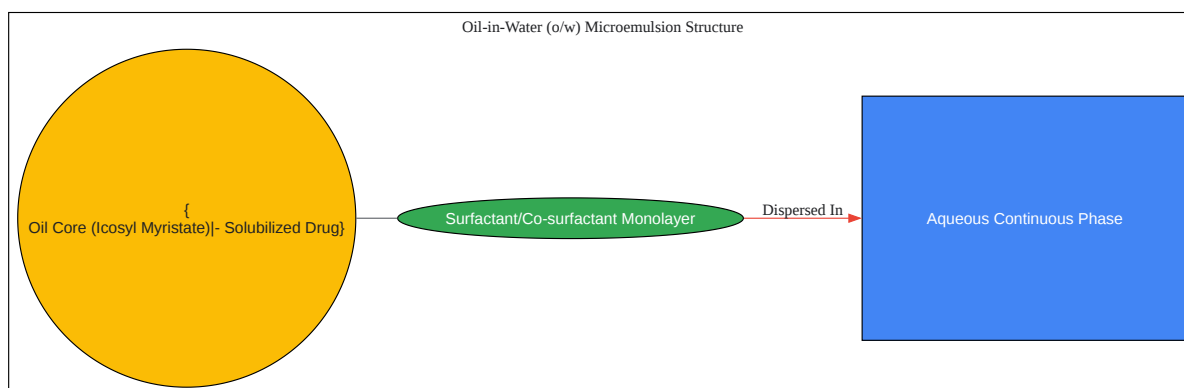 Oil-in-Water (o/w) Microemulsion Structure
{
Oil Core (Icosyl Myristate)|- Solubilized Drug}
Surfactant/Co-surfactant Monolayer
Dispersed In
Aqueous Continuous Phase